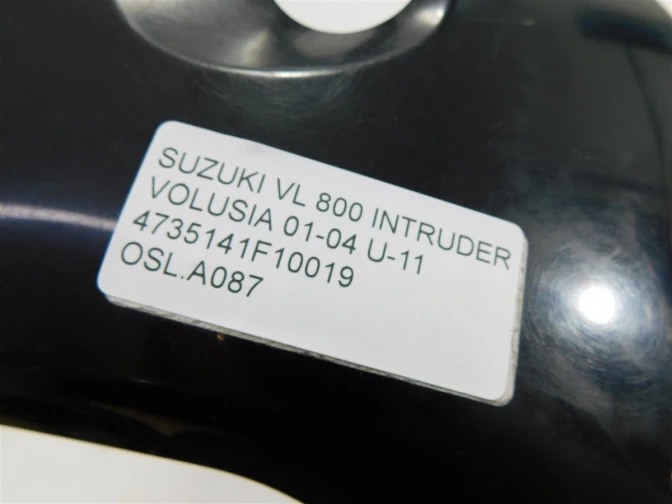 SUZUKI VL 800 INTRUDER
VOLUSIA 01-04 U-11
4735141F10019
OSL.A087